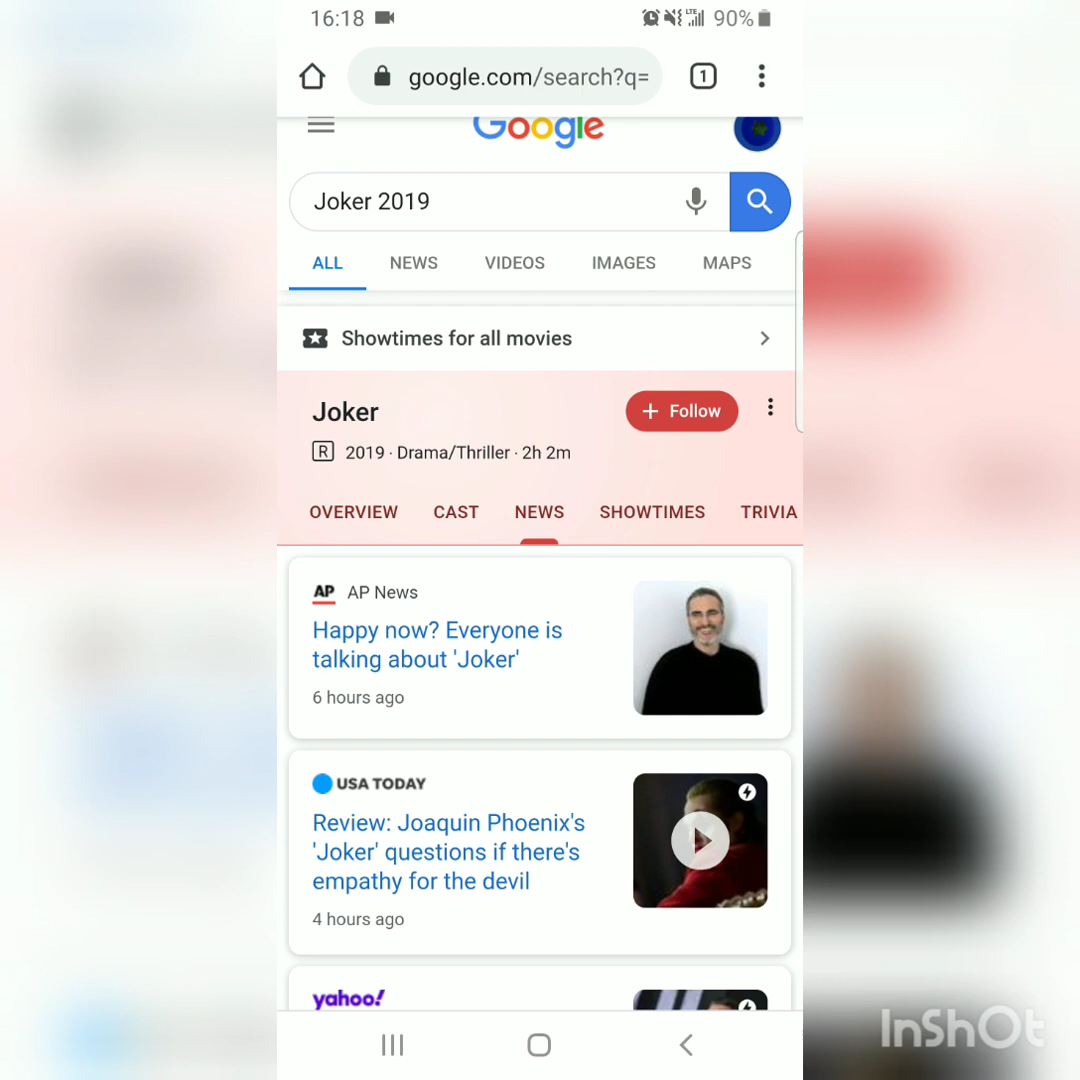 16:18 LTE 90%
google.com/search?q=
1
Google
Joker 2019
ALL NEWS VIDEOS IMAGES MAPS
Showtimes for all movies
Joker + Follow
R 2019 · Drama/Thriller · 2h 2m
OVERVIEW CAST NEWS SHOWTIMES TRIVIA
AP AP News
Happy now? Everyone is
talking about 'Joker'
6 hours ago
USA TODAY
Review: Joaquin Phoenix's
'Joker' questions if there's
empathy for the devil
4 hours ago
yahoo!
InShOt